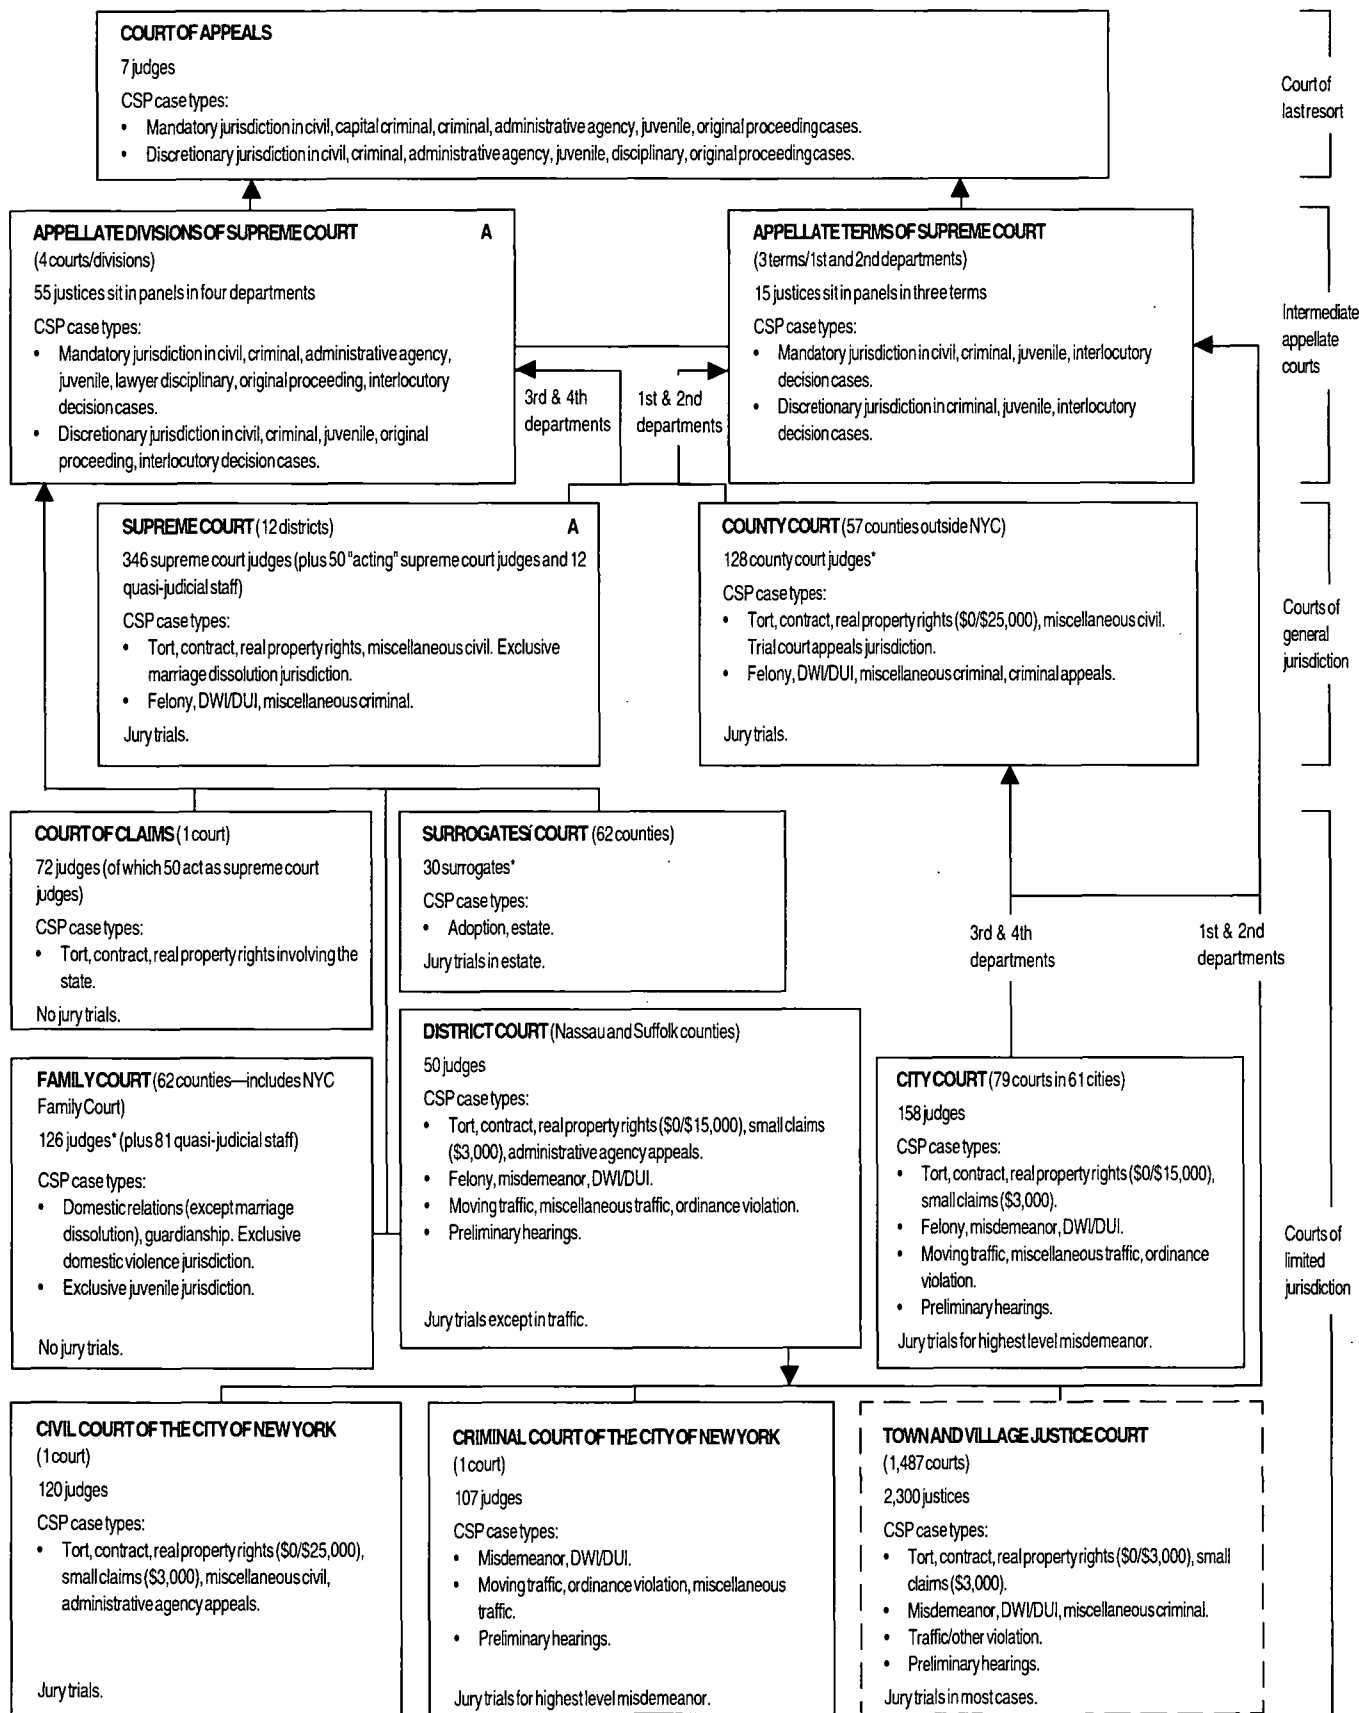 COURT OF APPEALS
7 judges
CSP case types:
• Mandatory jurisdiction in civil, capital criminal, criminal, administrative agency, juvenile, original proceeding cases.
• Discretionary jurisdiction in civil, criminal, administrative agency, juvenile, disciplinary, original proceeding cases.
Court of
last resort
APPELLATE DIVISIONS OF SUPREME COURT A
(4 courts/divisions)
55 justices sit in panels in four departments
CSP case types:
• Mandatory jurisdiction in civil, criminal, administrative agency,
juvenile, lawyer disciplinary, original proceeding, interlocutory
decision cases.
• Discretionary jurisdiction in civil, criminal, juvenile, original
proceeding, interlocutory decision cases.
3rd & 4th
departments
1st & 2nd
departments
APPELLATE TERMS OF SUPREME COURT
(3 terms/1st and 2nd departments)
15 justices sit in panels in three terms
CSP case types:
• Mandatory jurisdiction in civil, criminal, juvenile, interlocutory
decision cases.
• Discretionary jurisdiction in criminal, juvenile, interlocutory
decision cases.
Intermediate
appellate
courts
SUPREME COURT (12 districts) A
346 supreme court judges (plus 50 "acting" supreme court judges and 12
quasi-judicial staff)
CSP case types:
• Tort, contract, real property rights, miscellaneous civil. Exclusive
marriage dissolution jurisdiction.
• Felony, DWI/DUI, miscellaneous criminal.
Jury trials.
COUNTY COURT (57 counties outside NYC)
128 county court judges*
CSP case types:
• Tort, contract, real property rights ($0/$25,000), miscellaneous civil.
Trial court appeals jurisdiction.
• Felony, DWI/DUI, miscellaneous criminal, criminal appeals.
Jury trials.
Courts of
general
jurisdiction
COURT OF CLAIMS (1 court)
72 judges (of which 50 act as supreme court
judges)
CSP case types:
• Tort, contract, real property rights involving the
state.
No jury trials.
SURROGATESí COURT (62 counties)
30 surrogates*
CSP case types:
• Adoption, estate.
Jury trials in estate.
3rd & 4th
departments
1st & 2nd
departments
FAMILY COURT (62 counties—includes NYC
Family Court)
126 judges* (plus 81 quasi-judicial staff)
CSP case types:
• Domestic relations (except marriage
dissolution), guardianship. Exclusive
domestic violence jurisdiction.
• Exclusive juvenile jurisdiction.
No jury trials.
DISTRICT COURT (Nassau and Suffolk counties)
50 judges
CSP case types:
• Tort, contract, real property rights ($0/$15,000), small claims
($3,000), administrative agency appeals.
• Felony, misdemeanor, DWI/DUI.
• Moving traffic, miscellaneous traffic, ordinance violation.
• Preliminary hearings.
Jury trials except in traffic.
CITY COURT (79 courts in 61 cities)
158 judges
CSP case types:
• Tort, contract, real property rights ($0/$15,000),
small claims ($3,000).
• Felony, misdemeanor, DWI/DUI.
• Moving traffic, miscellaneous traffic, ordinance
violation.
• Preliminary hearings.
Jury trials for highest level misdemeanor.
Courts of
limited
jurisdiction
CIVIL COURT OF THE CITY OF NEW YORK
(1 court)
120 judges
CSP case types:
• Tort, contract, real property rights ($0/$25,000),
small claims ($3,000), miscellaneous civil,
administrative agency appeals.
Jury trials.
CRIMINAL COURT OF THE CITY OF NEW YORK
(1 court)
107 judges
CSP case types:
• Misdemeanor, DWI/DUI.
• Moving traffic, ordinance violation, miscellaneous
traffic.
• Preliminary hearings.
Jury trials for highest level misdemeanor.
TOWN AND VILLAGE JUSTICE COURT
(1,487 courts)
2,300 justices
CSP case types:
• Tort, contract, real property rights ($0/$3,000), small
claims ($3,000).
• Misdemeanor, DWI/DUI, miscellaneous criminal.
• Traffic/other violation.
• Preliminary hearings.
Jury trials in most cases.